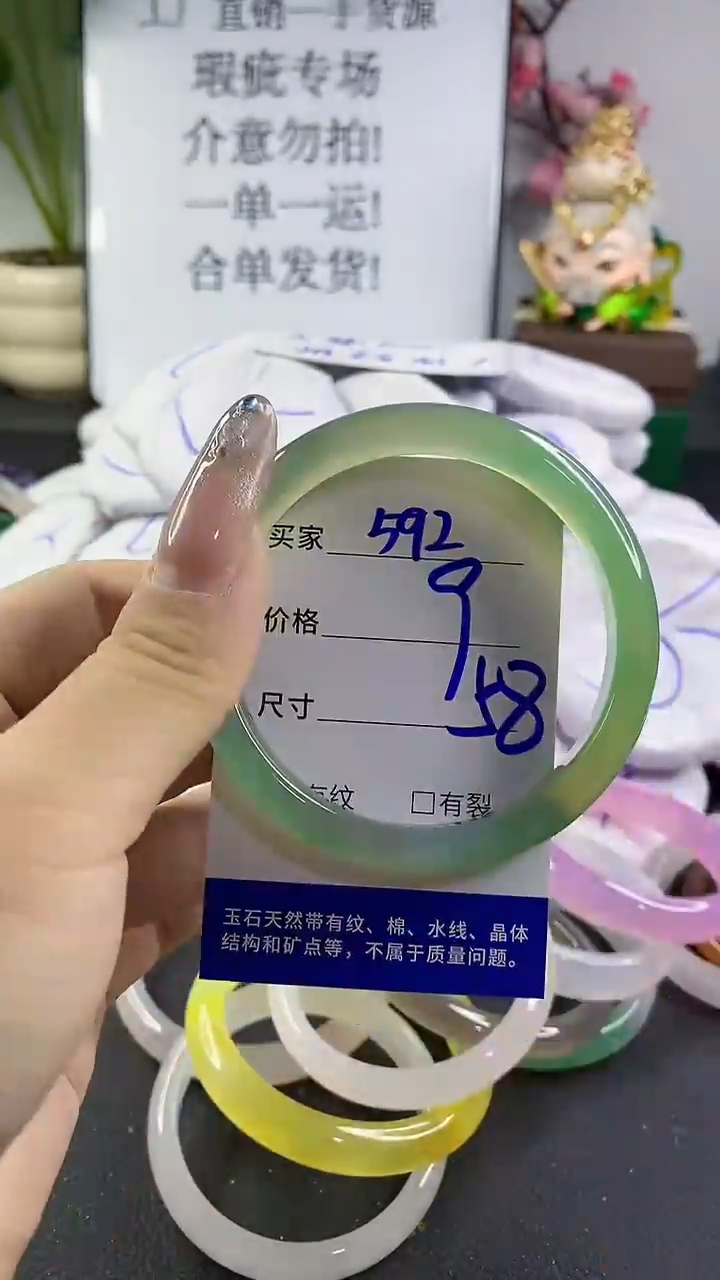 直销一手货源
瑕疵专场
介意勿拍!
一单一运!
合单发货!
买家 592
价格 9
尺寸 58
有纹 □有裂
玉石天然带有纹、棉、水线、晶体
结构和矿点等，不属于质量问题。